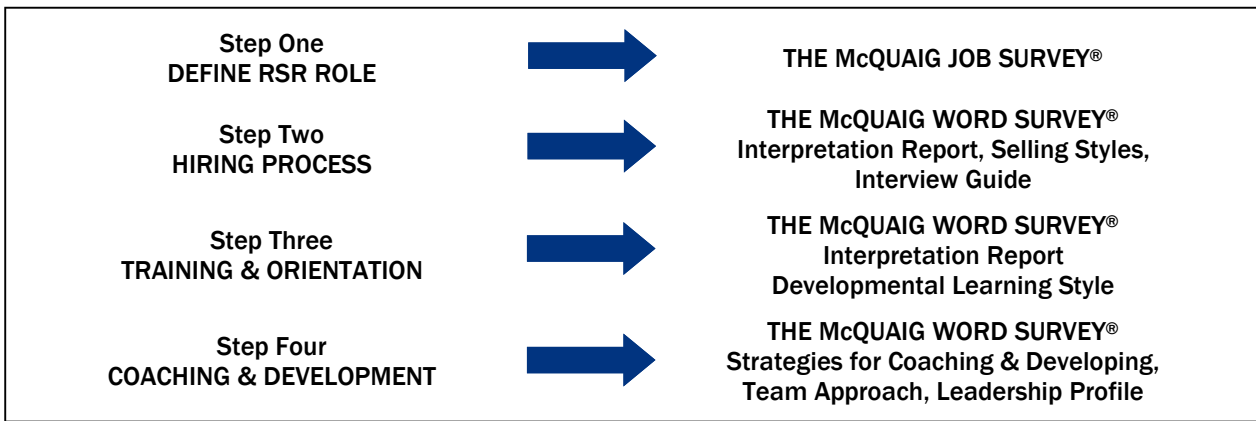 Step One
DEFINE RSR ROLE
THE McQUAIG JOB SURVEY®
Step Two
HIRING PROCESS
THE McQUAIG WORD SURVEY®
Interpretation Report, Selling Styles,
Interview Guide
Step Three
TRAINING & ORIENTATION
THE McQUAIG WORD SURVEY®
Interpretation Report
Developmental Learning Style
Step Four
COACHING & DEVELOPMENT
THE McQUAIG WORD SURVEY®
Strategies for Coaching & Developing,
Team Approach, Leadership Profile